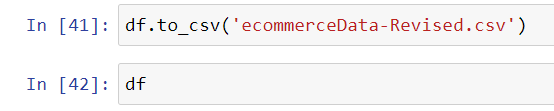 In [41]: df.to_csv('ecommerceData-Revised.csv')
In [42]: df